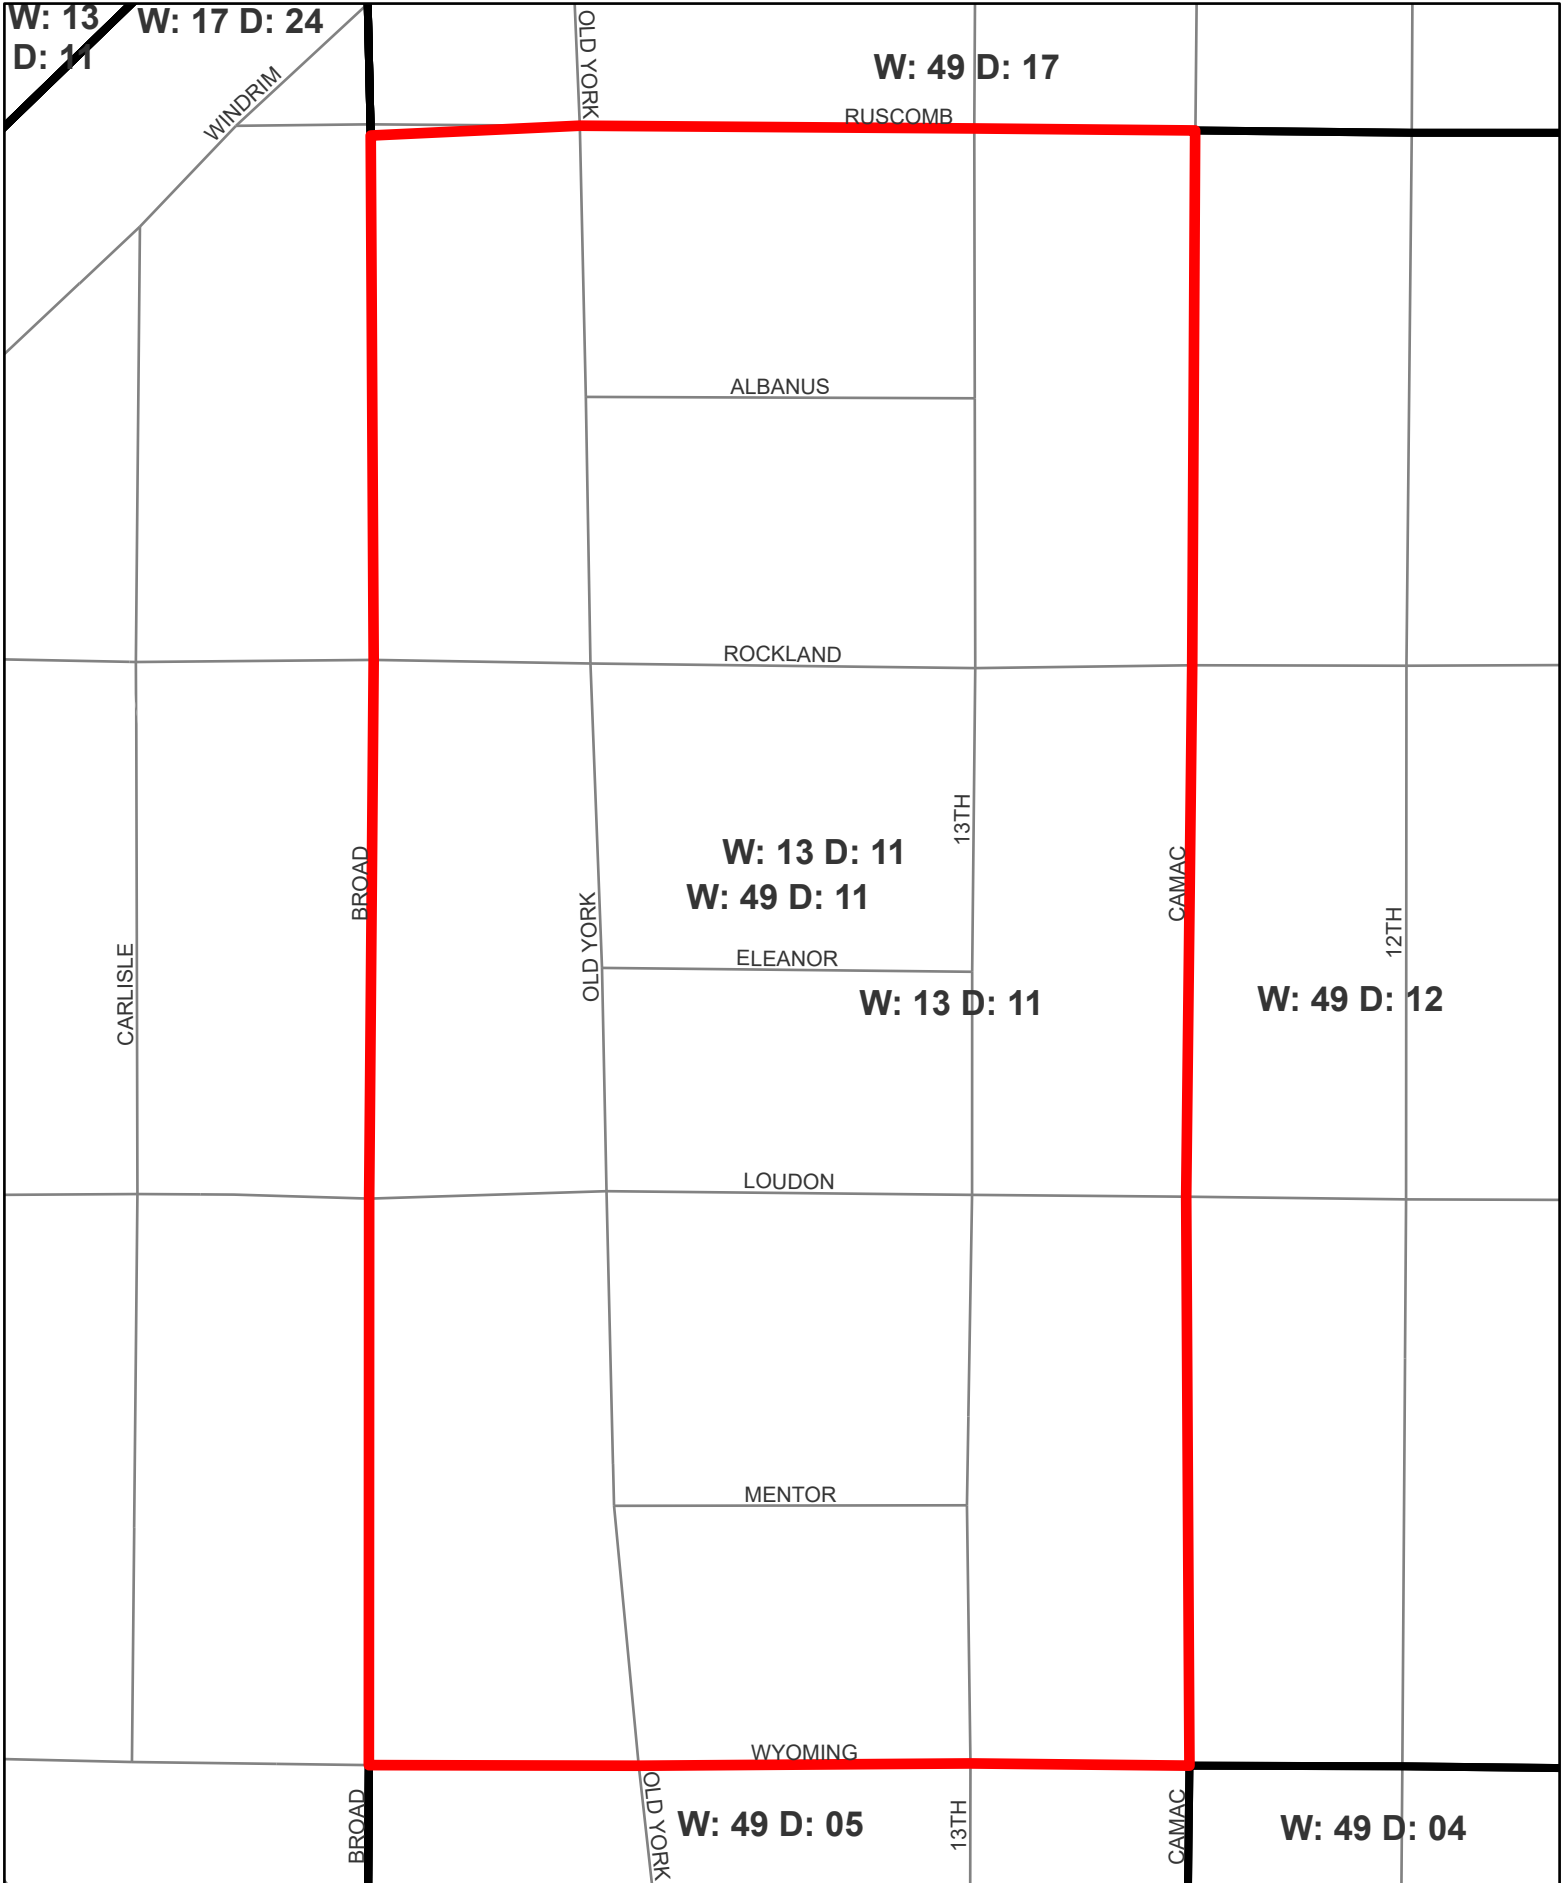 W: 13
D: 11
W: 17 D: 24
OLD YORK
W: 49 D: 17
WINDRIM
RUSCOMB
ALBANUS
ROCKLAND
13TH
W: 13 D: 11
BROAD
CAMAC
W: 49 D: 11
OLD YORK
12TH
CARLISLE
ELEANOR
W: 13 D: 11
W: 49 D: 12
LOUDON
MENTOR
WYOMING
BROAD
OLD YORK
W: 49 D: 05
13TH
CAMAC
W: 49 D: 04